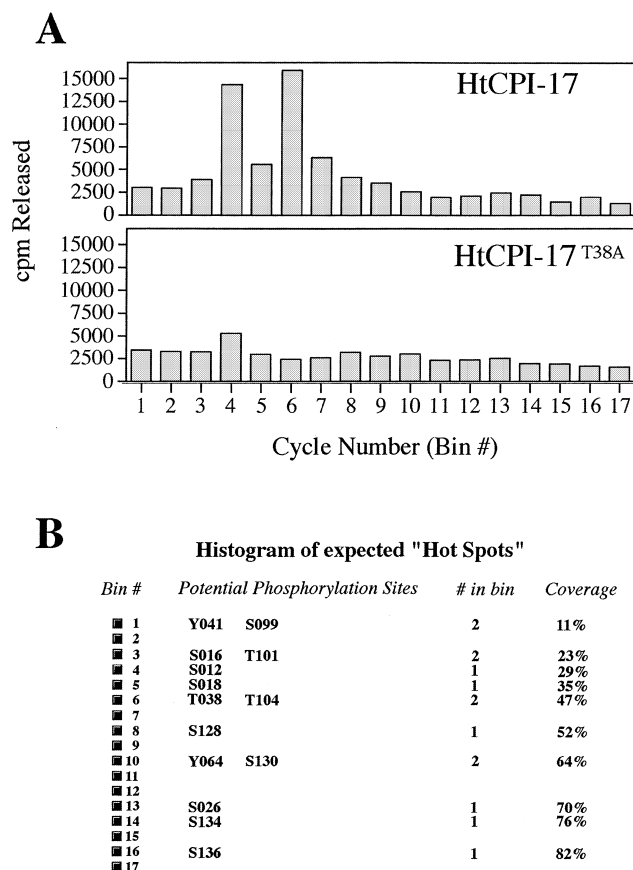 A
HtCPI-17
15000
12500
10000
7500
5000
2500
0
cpm Released
HtCPI-17 T38A
15000
12500
10000
7500
5000
2500
0
1 2 3 4 5 6 7 8 9 10 11 12 13 14 15 16 17
Cycle Number (Bin #)
B
Histogram of expected "Hot Spots"
Bin # Potential Phosphorylation Sites # in bin Coverage
1 Y041 S099 2 11%
2
3 S016 T101 2 23%
4 S012 1 29%
5 S018 1 35%
6 T038 T104 2 47%
7
8 S128 1 52%
9
10 Y064 S130 2 64%
11
12
13 S026 1 70%
14 S134 1 76%
15
16 S136 1 82%
17